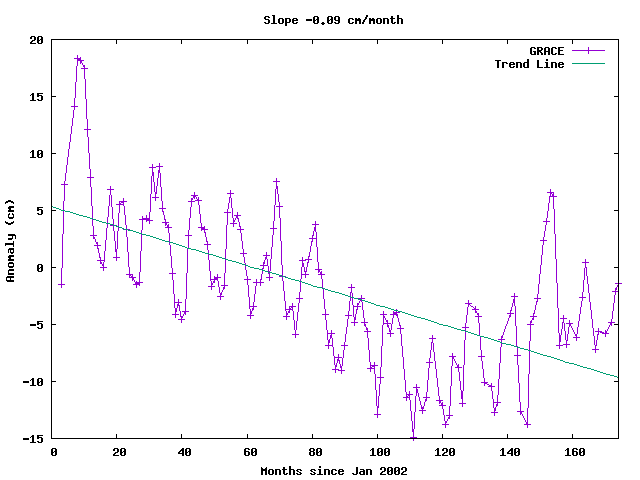 Slope -0.09 cm/month
20
15
10
5
0
-5
-10
-15
Anomaly (cm)
GRACE
Trend Line
0 20 40 60 80 100 120 140 160
Months since Jan 2002